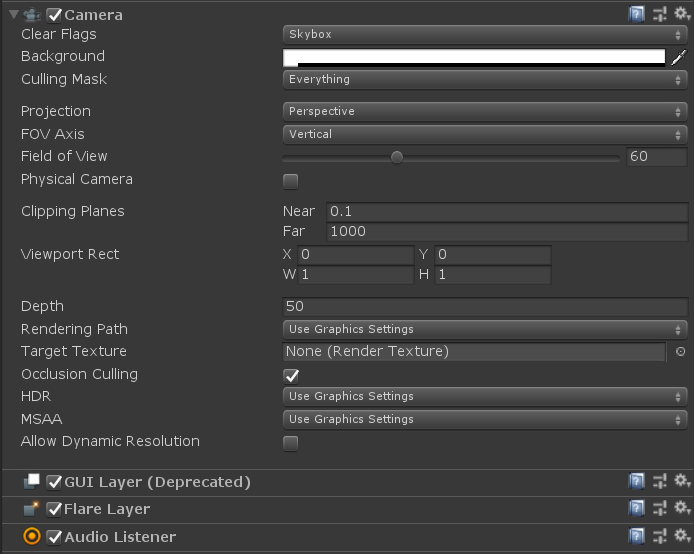 Camera
Clear Flags Skybox
Background
Culling Mask Everything
Projection Perspective
FOV Axis Vertical
Field of View 60
Physical Camera
Clipping Planes Near 0.1
Far 1000
Viewport Rect X 0 Y 0
W 1 H 1
Depth 50
Rendering Path Use Graphics Settings
Target Texture None (Render Texture)
Occlusion Culling
HDR Use Graphics Settings
MSAA Use Graphics Settings
Allow Dynamic Resolution
GUI Layer (Deprecated)
Flare Layer
Audio Listener